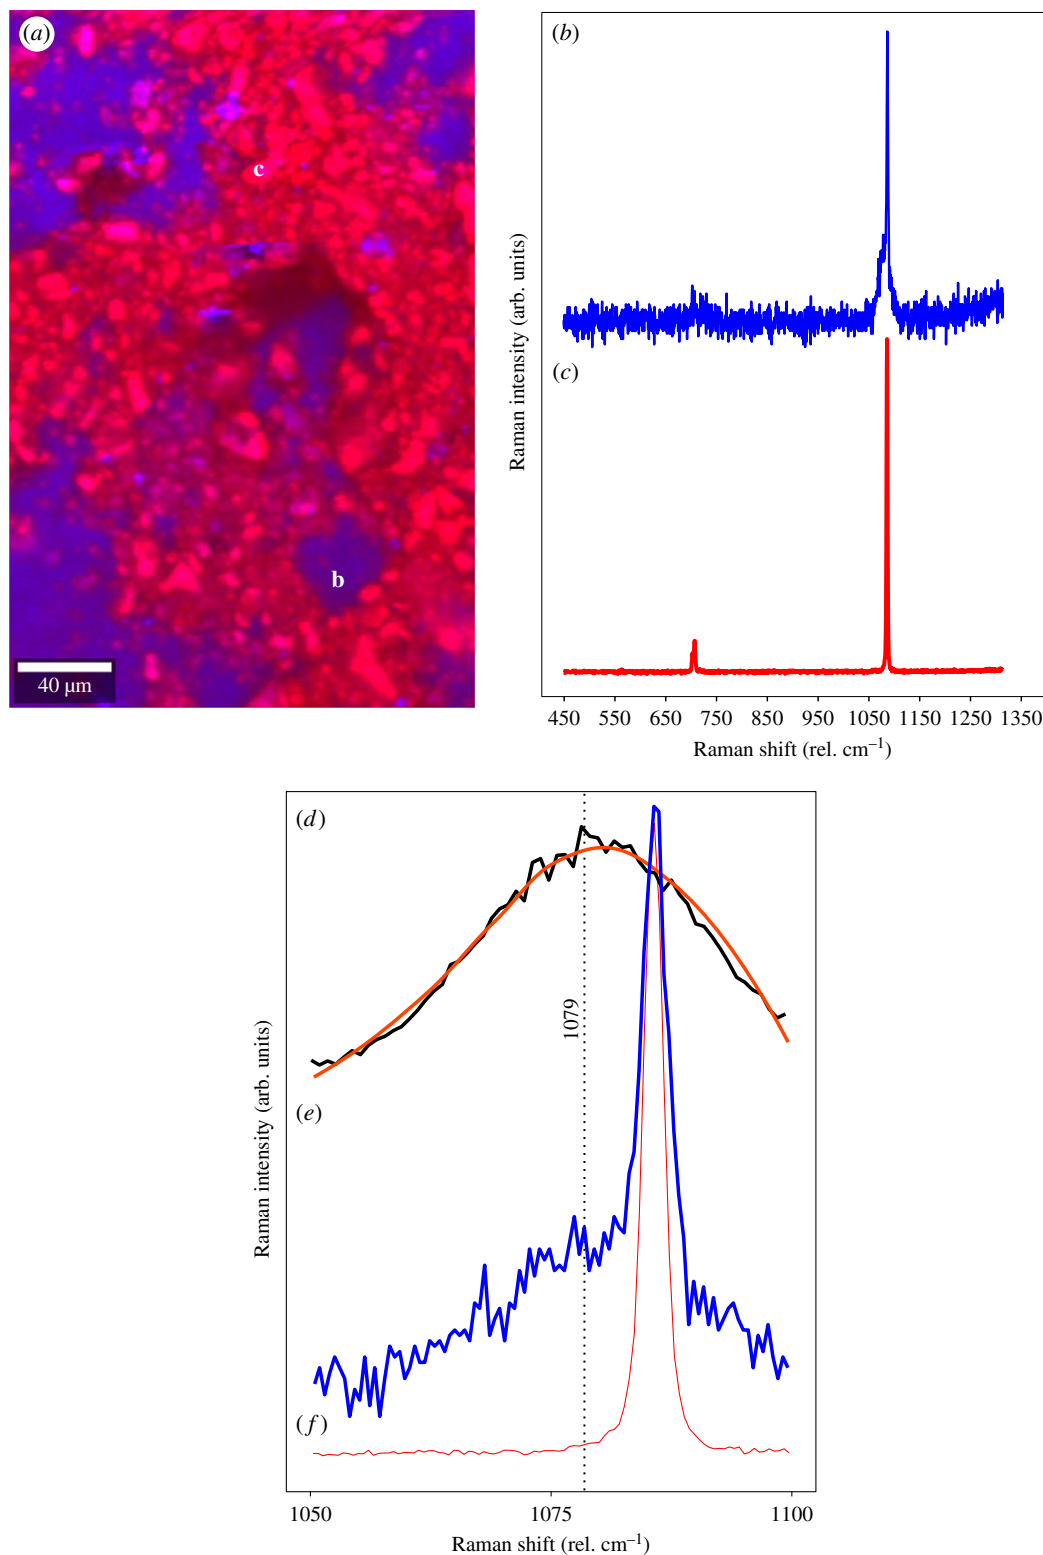 (a)
c
b
40 µm
(b)
(c)
Raman intensity (arb. units)
450 550 650 750 850 950 1050 1150 1250 1350
Raman shift (rel. cm⁻¹)
(d)
1079
(e)
(f)
Raman intensity (arb. units)
1050 1075 1100
Raman shift (rel. cm⁻¹)